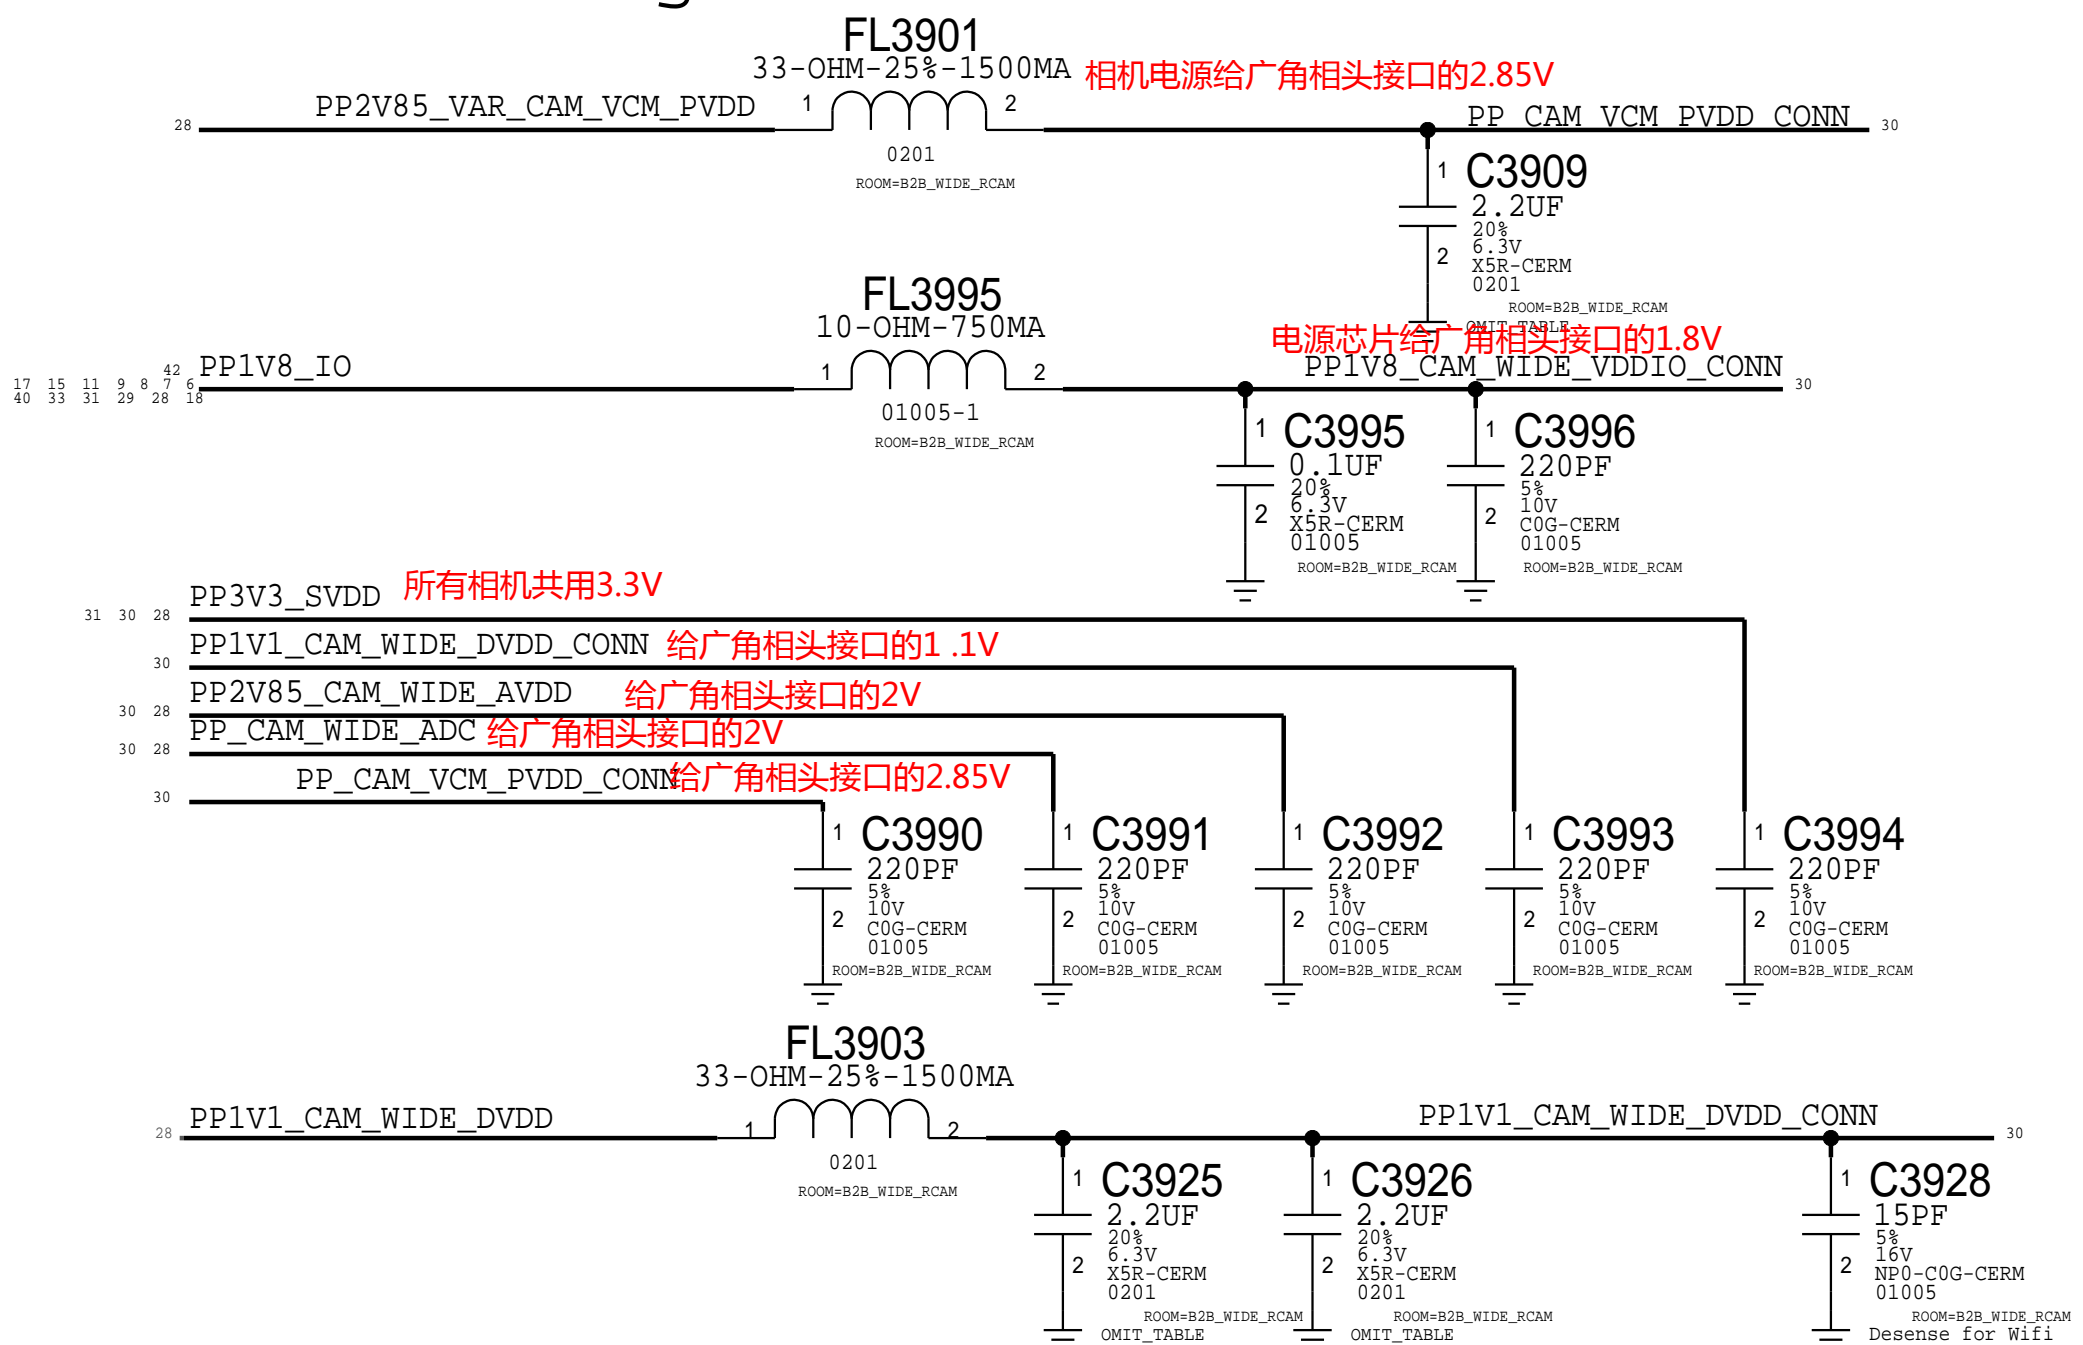 FL3901
33-OHM-25%-1500MA
相机电源给广角相头接口的2.85V
PP2V85_VAR_CAM_VCM_PVDD
1
2
PP_CAM_VCM_PVDD_CONN
28
30
0201
ROOM=B2B_WIDE_RCAM
1
C3909
2.2UF
20%
6.3V
2
X5R-CERM
0201
ROOM=B2B_WIDE_RCAM
OMIT_TABLE
FL3995
10-OHM-750MA
电源芯片给广角相头接口的1.8V
42
PP1V8_IO
1
2
PP1V8_CAM_WIDE_VDDIO_CONN
30
17 15 11 9 8 7 6
40 33 31 29 28 18
01005-1
ROOM=B2B_WIDE_RCAM
1
C3995
0.1UF
20%
6.3V
2
X5R-CERM
01005
ROOM=B2B_WIDE_RCAM
1
C3996
220PF
5%
10V
2
C0G-CERM
01005
ROOM=B2B_WIDE_RCAM
PP3V3_SVDD
所有相机共用3.3V
31 30 28
PP1V1_CAM_WIDE_DVDD_CONN
给广角相头接口的1 .1V
30
PP2V85_CAM_WIDE_AVDD
给广角相头接口的2V
30 28
PP_CAM_WIDE_ADC
给广角相头接口的2V
30 28
PP_CAM_VCM_PVDD_CONN
给广角相头接口的2.85V
30
1
C3990
220PF
5%
10V
2
C0G-CERM
01005
ROOM=B2B_WIDE_RCAM
1
C3991
220PF
5%
10V
2
C0G-CERM
01005
ROOM=B2B_WIDE_RCAM
1
C3992
220PF
5%
10V
2
C0G-CERM
01005
ROOM=B2B_WIDE_RCAM
1
C3993
220PF
5%
10V
2
C0G-CERM
01005
ROOM=B2B_WIDE_RCAM
1
C3994
220PF
5%
10V
2
C0G-CERM
01005
ROOM=B2B_WIDE_RCAM
FL3903
33-OHM-25%-1500MA
PP1V1_CAM_WIDE_DVDD
1
2
PP1V1_CAM_WIDE_DVDD_CONN
28
30
0201
ROOM=B2B_WIDE_RCAM
1
C3925
2.2UF
20%
6.3V
2
X5R-CERM
0201
ROOM=B2B_WIDE_RCAM
OMIT_TABLE
1
C3926
2.2UF
20%
6.3V
2
X5R-CERM
0201
ROOM=B2B_WIDE_RCAM
OMIT_TABLE
1
C3928
15PF
5%
16V
2
NP0-C0G-CERM
01005
ROOM=B2B_WIDE_RCAM
Desense for Wifi